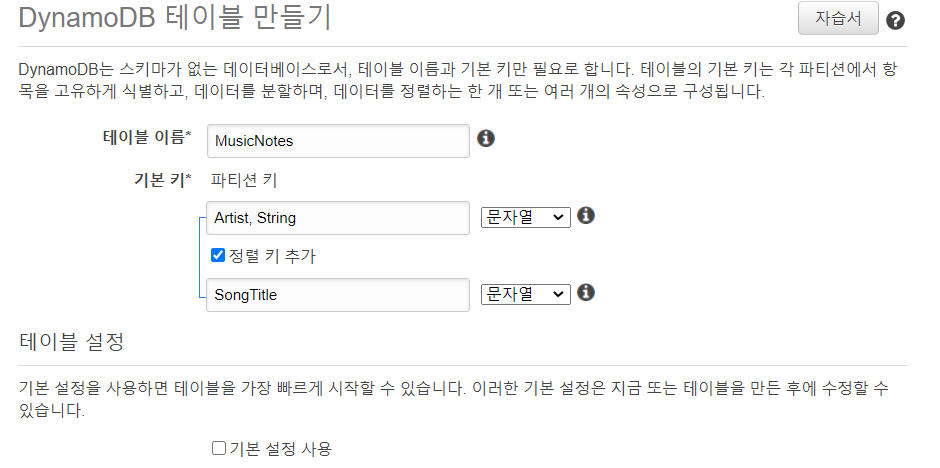 DynamoDB 테이블 만들기
자습서
DynamoDB는 스키마가 없는 데이터베이스로서, 테이블 이름과 기본 키만 필요로 합니다. 테이블의 기본 키는 각 파티션에서 항
목을 고유하게 식별하고, 데이터를 분할하며, 데이터를 정렬하는 한 개 또는 여러 개의 속성으로 구성됩니다.
테이블 이름* MusicNotes
기본 키* 파티션 키
Artist, String 문자열
정렬 키 추가
SongTitle 문자열
테이블 설정
기본 설정을 사용하면 테이블을 가장 빠르게 시작할 수 있습니다. 이러한 기본 설정은 지금 또는 테이블을 만든 후에 수정할 수
있습니다.
기본 설정 사용